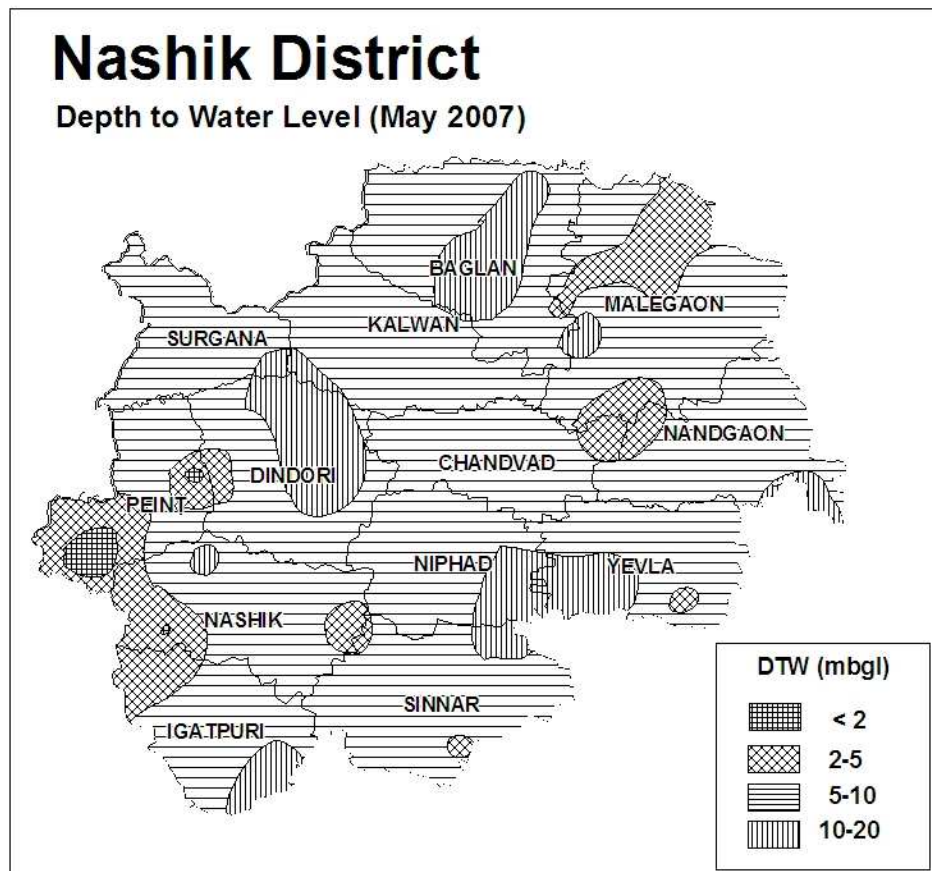 Nashik District
Depth to Water Level (May 2007)
BAGLAN
MALEGAON
KALWAN
SURGANA
NANDGAON
CHANDVAD
DINDORI
PEINT
NIPHAD
YEVLA
NASHIK
SINNAR
IGATPURI
DTW (mbgl)
< 2
2-5
5-10
10-20